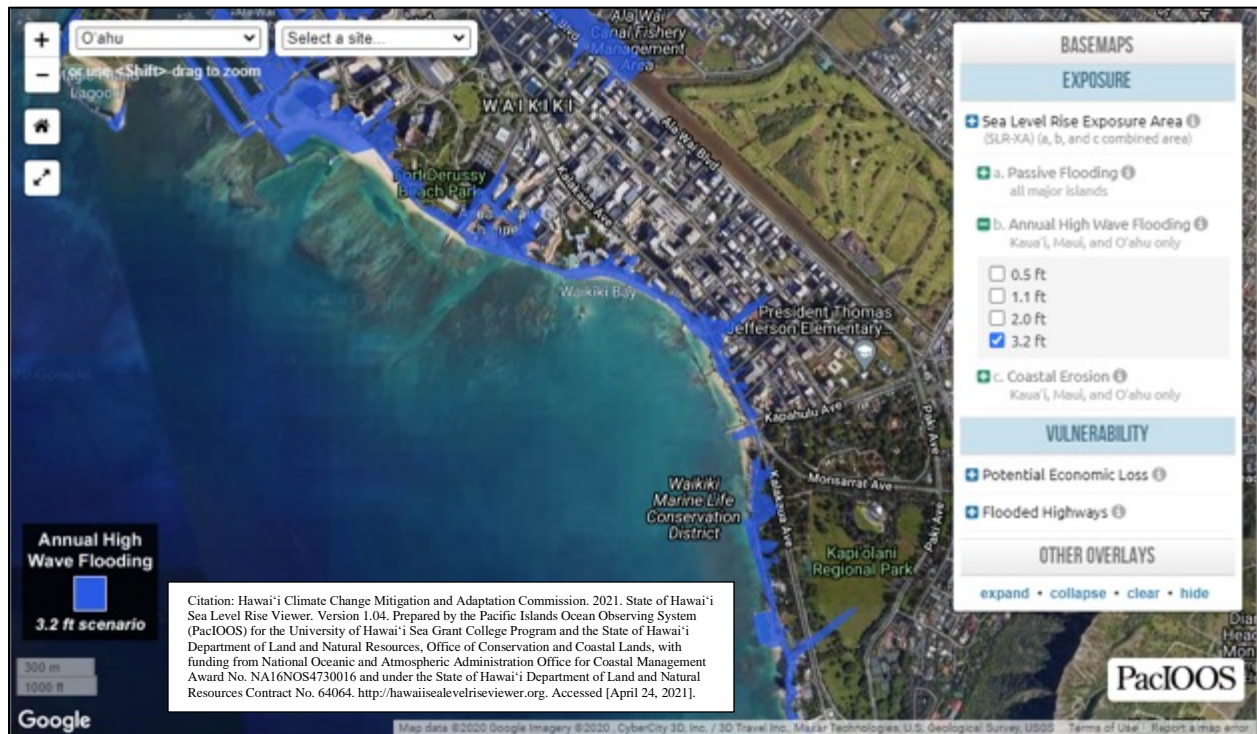 +
−
O'ahu
Select a site...
or use <Shift>-drag to zoom
Lagoon
Ala Wai
Canal Fishery
Management
Area
Blvd
WAIKIKI
Ala Wai Blvd
Fort Derussy
Beach Park
Kalakaua Ave
Waikiki Bay
President Thomas
Jefferson Elementary...
Kapahulu Ave
Paki Ave
Monsarrat Ave
Waikiki
Marine Life
Conservation
District
Kalakaua Ave
Kapi'olani
Regional Park
Paki Ave
BASEMAPS
EXPOSURE
Sea Level Rise Exposure Area
(SLR-XA) (a, b, and c combined area)
a. Passive Flooding
all major islands
b. Annual High Wave Flooding
Kaua'i, Maui, and O'ahu only
0.5 ft
1.1 ft
2.0 ft
3.2 ft
c. Coastal Erosion
Kaua'i, Maui, and O'ahu only
VULNERABILITY
Potential Economic Loss
Flooded Highways
OTHER OVERLAYS
expand • collapse • clear • hide
Annual High
Wave Flooding
3.2 ft scenario
Citation: Hawai‘i Climate Change Mitigation and Adaptation Commission. 2021. State of Hawai‘i
Sea Level Rise Viewer. Version 1.04. Prepared by the Pacific Islands Ocean Observing System
(PacIOOS) for the University of Hawai‘i Sea Grant College Program and the State of Hawai‘i
Department of Land and Natural Resources, Office of Conservation and Coastal Lands, with
funding from National Oceanic and Atmospheric Administration Office for Coastal Management
Award No. NA16NOS4730016 and under the State of Hawai‘i Department of Land and Natural
Resources Contract No. 64064. http://hawaiisealevelriseviewer.org. Accessed [April 24, 2021].
Head
PacIOOS
300 m
1000 ft
Google
Map data ©2020 Google Imagery ©2020 , CyberCity 3D, Inc. / 3D Travel Inc., Maxar Technologies, U.S. Geological Survey, USGS
Terms of Use
Report a map error